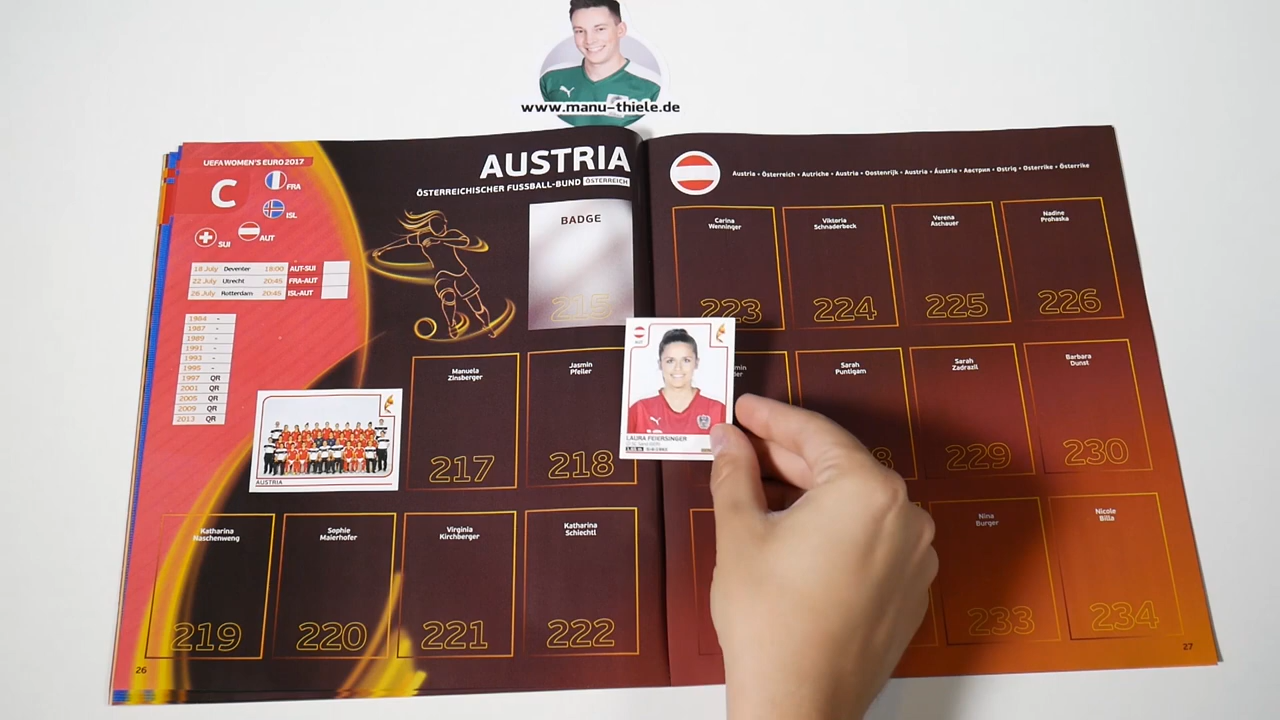 www.manu-thiele.de
UEFA WOMEN'S EURO 2017
C
FRA
ISL
SUI
AUT
18 July Deventer 18:00 AUT-SUI
22 July Utrecht 20:45 FRA-AUT
26 July Rotterdam 20:45 ISL-AUT
1984 -
1987 -
1989 -
1991 -
1993 -
1995 -
1997 QR
2001 QR
2005 QR
2009 QR
2013 QR
AUSTRIA
ÖSTERREICHISCHER FUSSBALL-BUND ÖSTERREICH
BADGE
215
AUSTRIA
Manuela
Zinsberger
217
Jasmin
Pfeiler
218
Katharina
Naschenweng
219
Sophie
Maierhofer
220
Virginia
Kirchberger
221
Katharina
Schiechtl
222
26
Austria • Österreich • Autriche • Austria • Oostenrijk • Austria • Áustria • Австрия • Østrig • Österrike • Østerrike
Carina
Wenninger
223
Viktoria
Schnaderbeck
224
Verena
Aschauer
225
Nadine
Prohaska
226
AUT
LAURA FEIERSINGER
Sarah
Puntigam
Sarah
Zadrazil
229
Barbara
Dunst
230
Nina
Burger
233
Nicole
Billa
234
27